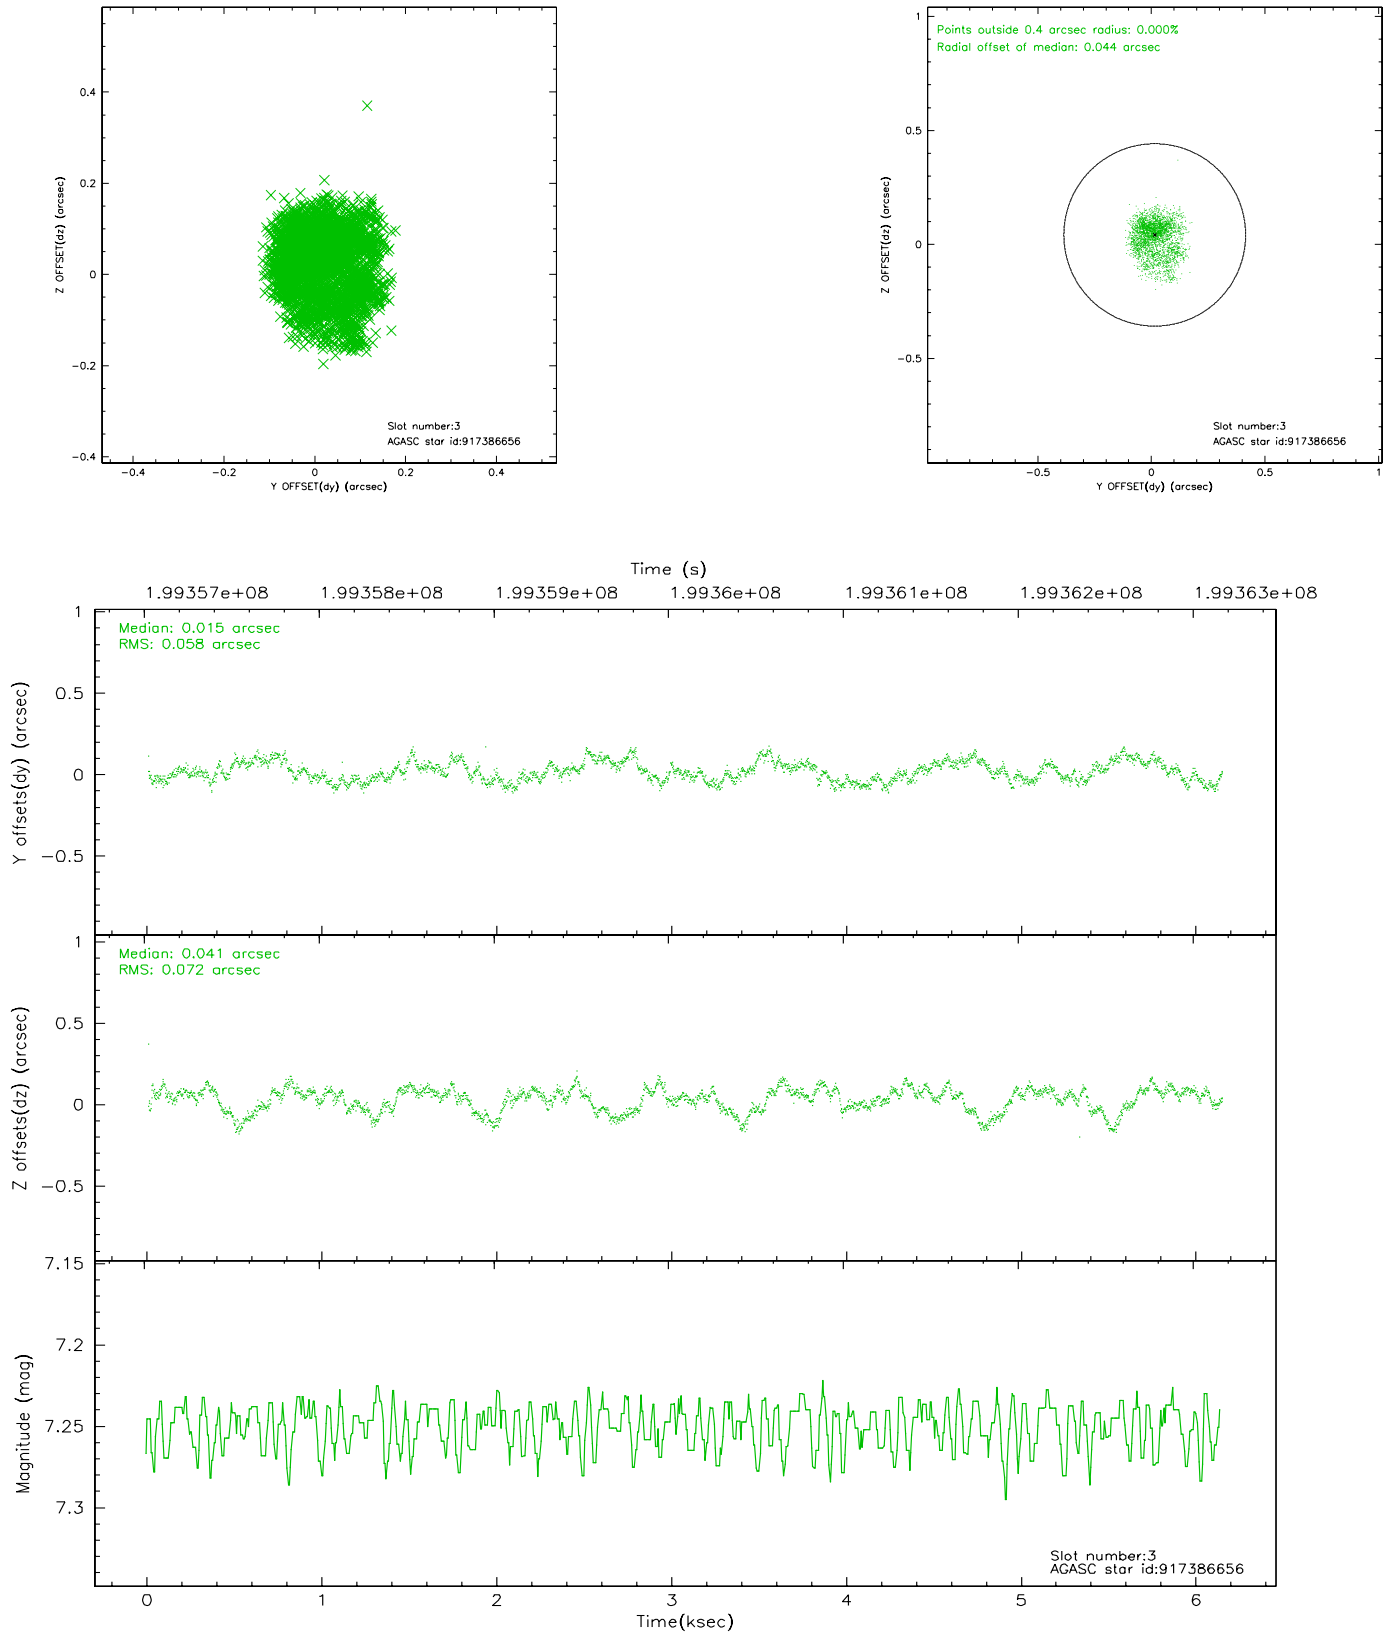 0.4
0.2
0
−0.2
−0.4
Z OFFSET(dz) (arcsec)
Slot number:3
AGASC star id:917386656
−0.4 −0.2 0 0.2 0.4
Y OFFSET(dy) (arcsec)
1
0.5
0
−0.5
Z OFFSET(dz) (arcsec)
Points outside 0.4 arcsec radius: 0.000%
Radial offset of median: 0.044 arcsec
Slot number:3
AGASC star id:917386656
−0.5 0 0.5 1
Y OFFSET(dy) (arcsec)
Time (s)
1.99357e+08 1.99358e+08 1.99359e+08 1.9936e+08 1.99361e+08 1.99362e+08 1.99363e+08
1
0.5
0
−0.5
Y offsets(dy) (arcsec)
Median: 0.015 arcsec
RMS: 0.058 arcsec
1
0.5
0
−0.5
Z offsets(dz) (arcsec)
Median: 0.041 arcsec
RMS: 0.072 arcsec
7.15
7.2
7.25
7.3
Magnitude (mag)
Slot number:3
AGASC star id:917386656
0 1 2 3 4 5 6
Time(ksec)